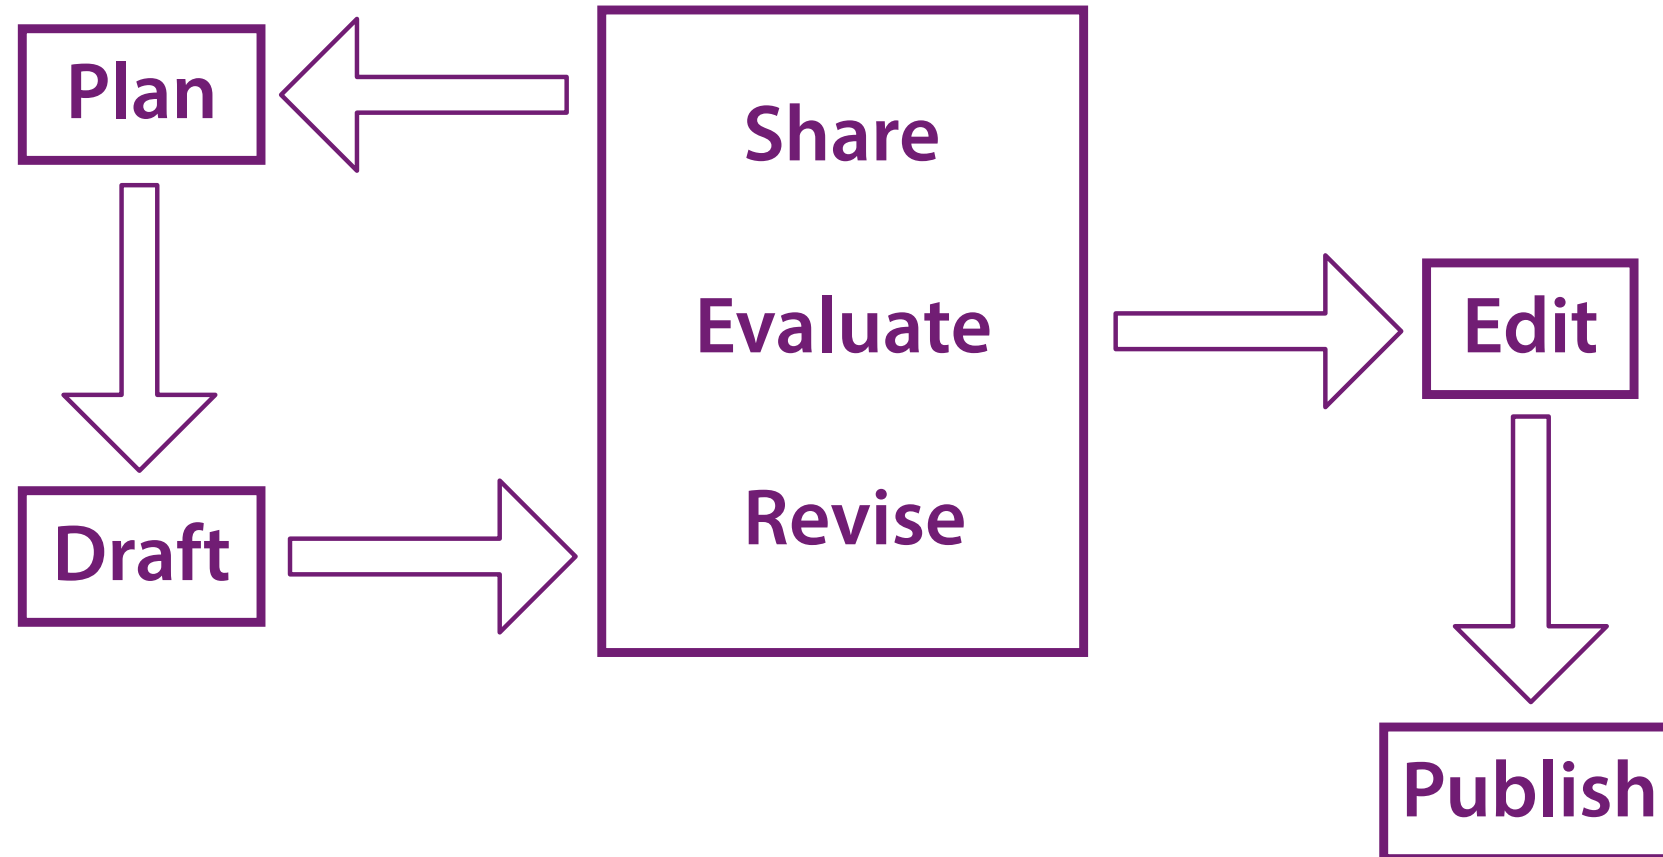 Plan
Share
Evaluate
Edit
Revise
Draft
Publish